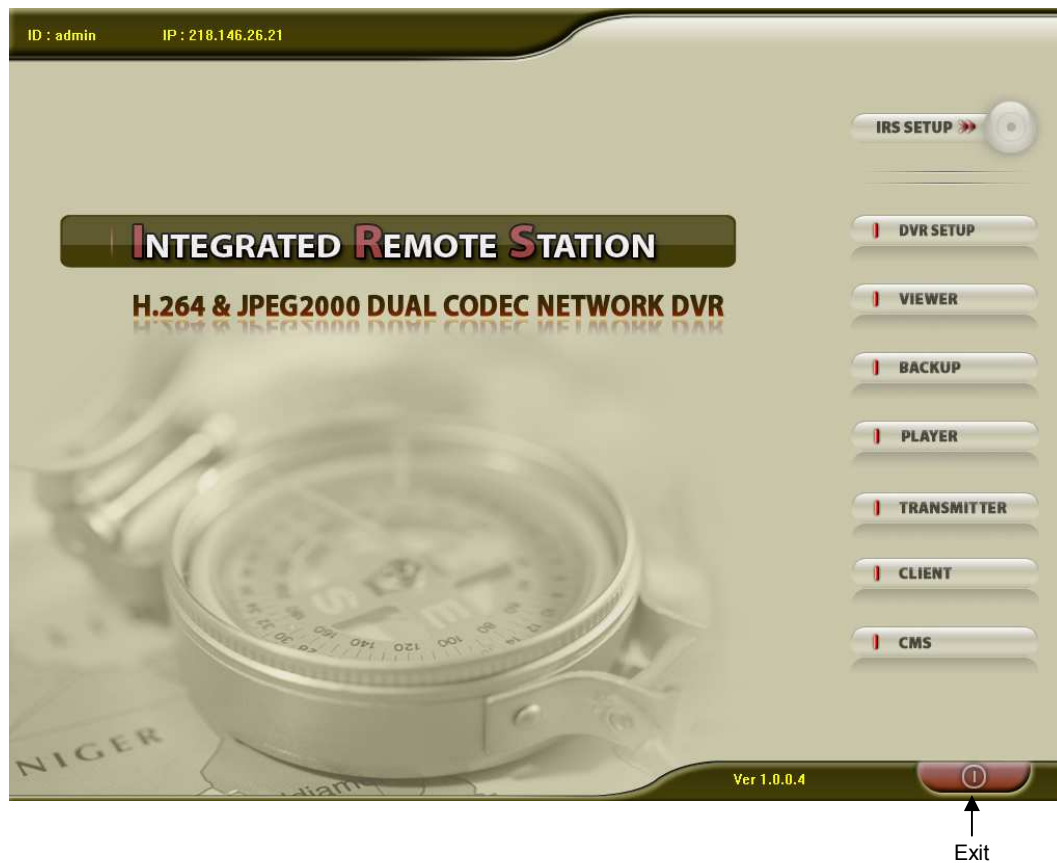 ID : admin IP : 218.146.26.21
IRS SETUP
INTEGRATED REMOTE STATION
H.264 & JPEG2000 DUAL CODEC NETWORK DVR
DVR SETUP
VIEWER
BACKUP
PLAYER
TRANSMITTER
CLIENT
CMS
NIGER
Ver 1.0.0.4
Exit